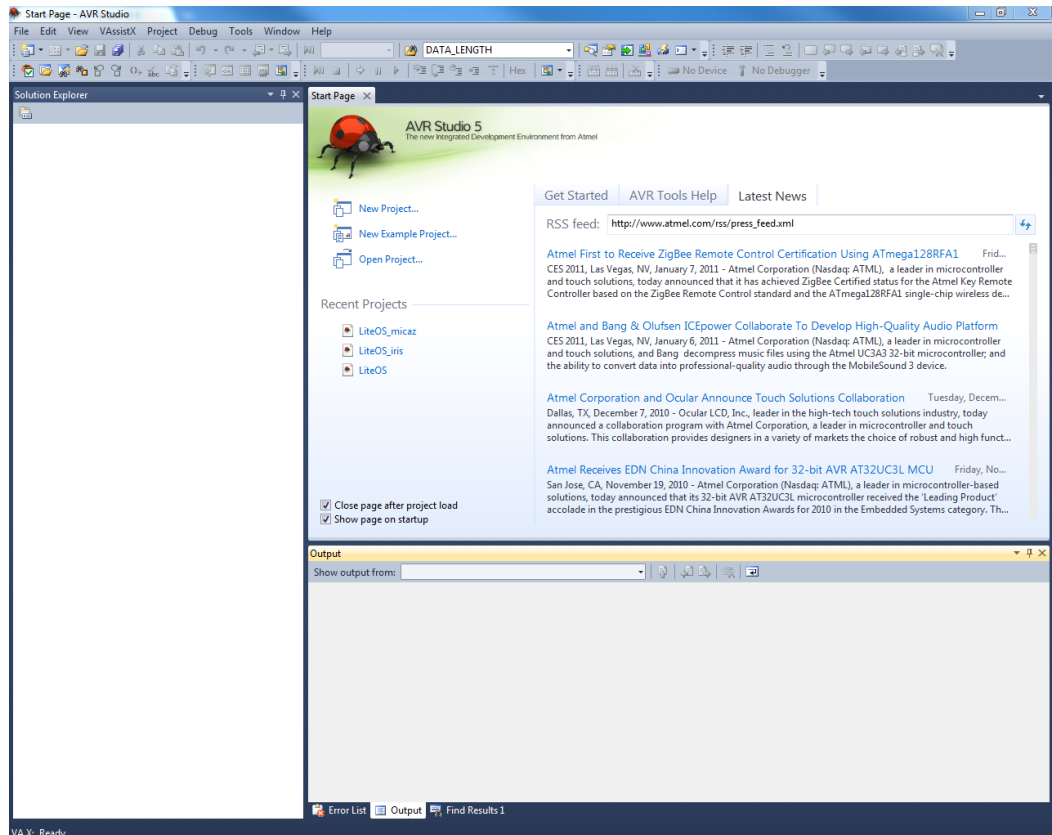 Start Page - AVR Studio
File Edit View VAssistX Project Debug Tools Window Help
DATA_LENGTH
Hex
No Device
No Debugger
Solution Explorer
Start Page
AVR Studio 5
The new Integrated Development Environment from Atmel
New Project...
New Example Project...
Open Project...
Recent Projects
LiteOS_micaz
LiteOS_iris
LiteOS
Close page after project load
Show page on startup
Get Started
AVR Tools Help
Latest News
RSS feed: http://www.atmel.com/rss/press_feed.xml
Atmel First to Receive ZigBee Remote Control Certification Using ATmega128RFA1 Frid...
CES 2011, Las Vegas, NV, January 7, 2011 - Atmel Corporation (Nasdaq: ATML), a leader in microcontroller
and touch solutions, today announced that it has achieved ZigBee Certified status for the Atmel Key Remote
Controller based on the ZigBee Remote Control standard and the ATmega128RFA1 single-chip wireless de...
Atmel and Bang & Olufsen ICEpower Collaborate To Develop High-Quality Audio Platform
CES 2011, Las Vegas, NV, January 6, 2011 - Atmel Corporation (Nasdaq: ATML), a leader in microcontroller
and touch solutions, and Bang decompress music files using the Atmel UC3A3 32-bit microcontroller; and
the ability to convert data into professional-quality audio through the MobileSound 3 device.
Atmel Corporation and Ocular Announce Touch Solutions Collaboration Tuesday, Decem...
Dallas, TX, December 7, 2010 - Ocular LCD, Inc., leader in the high-tech touch solutions industry, today
announced a collaboration program with Atmel Corporation, a leader in microcontroller and touch
solutions. This collaboration provides designers in a variety of markets the choice of robust and high funct...
Atmel Receives EDN China Innovation Award for 32-bit AVR AT32UC3L MCU Friday, No...
San Jose, CA, November 19, 2010 - Atmel Corporation (Nasdaq: ATML), a leader in microcontroller-based
solutions, today announced that its 32-bit AVR AT32UC3L microcontroller received the 'Leading Product'
accolade in the prestigious EDN China Innovation Awards for 2010 in the Embedded Systems category. Th...
Output
Show output from:
Error List
Output
Find Results 1
VA X: Ready